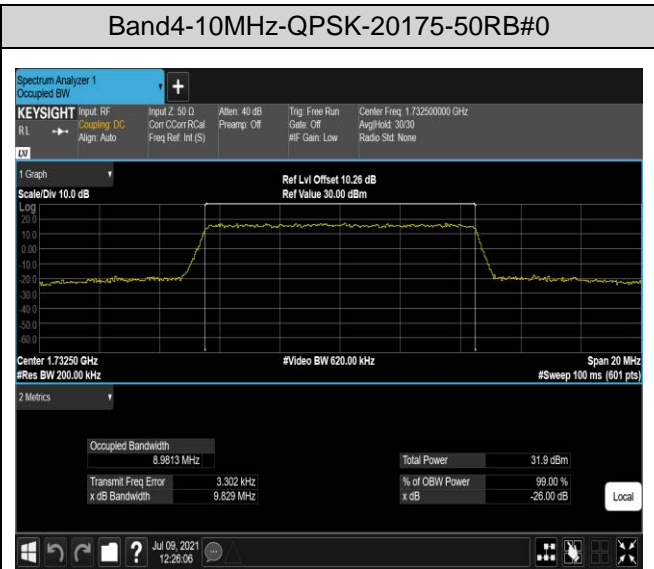 Band4-10MHz-QPSK-20175-50RB#0
Spectrum Analyzer 1
Occupied BW
KEYSIGHT Input: RF Input Z: 50 Ω Atten: 40 dB Trig: Free Run Center Freq: 1.732500000 GHz
RL Coupling: DC Corr CCorr RCal Preamp: Off Gate: Off Avg|Hold: 30/30
Align: Auto Freq Ref: Int (S) #IF Gain: Low Radio Std: None
LXI
1 Graph Ref Lvl Offset 10.26 dB
Scale/Div 10.0 dB Ref Value 30.00 dBm
Log
20.0
10.0
0.00
-10.0
-20.0
-30.0
-40.0
-50.0
-60.0
Center 1.73250 GHz #Video BW 620.00 kHz Span 20 MHz
#Res BW 200.00 kHz #Sweep 100 ms (601 pts)
2 Metrics
Occupied Bandwidth
8.9813 MHz Total Power 31.9 dBm
Transmit Freq Error 3.302 kHz % of OBW Power 99.00 %
x dB Bandwidth 9.829 MHz x dB -26.00 dB
Local
? Jul 09, 2021
12:26:06